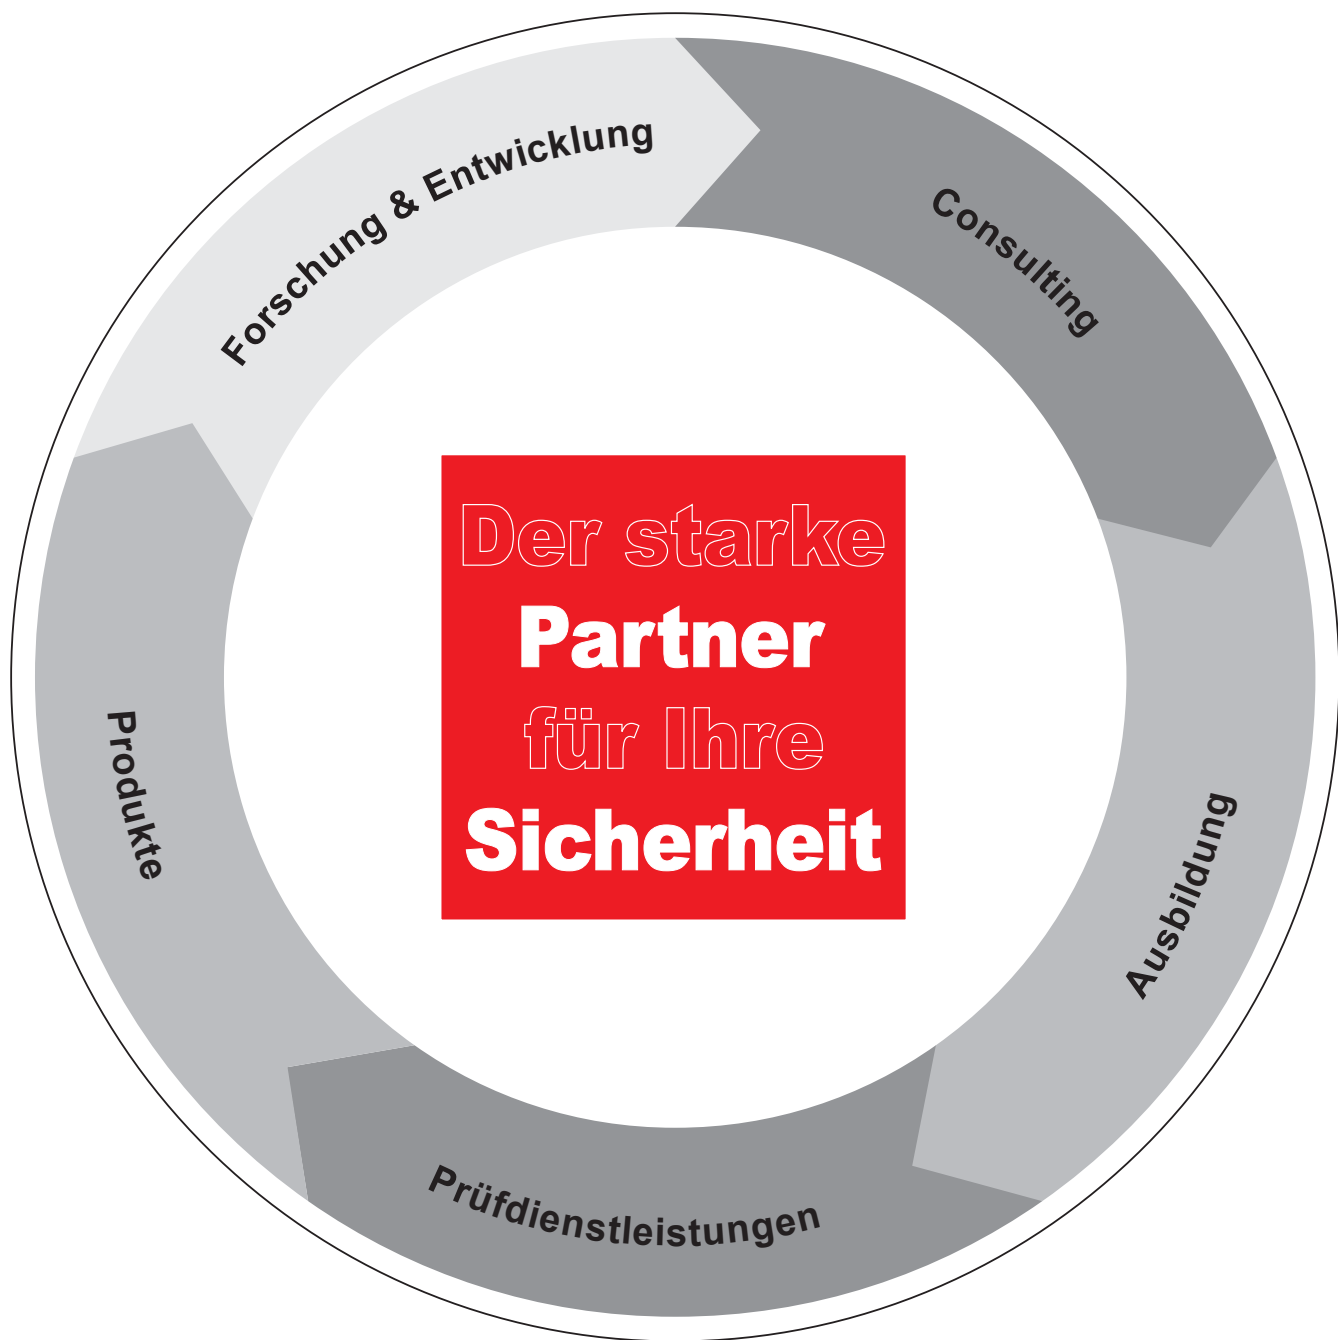 Forschung & Entwicklung
Consulting
Der starke
Partner
für Ihre
Sicherheit
Produkte
Ausbildung
Prüfdienstleistungen